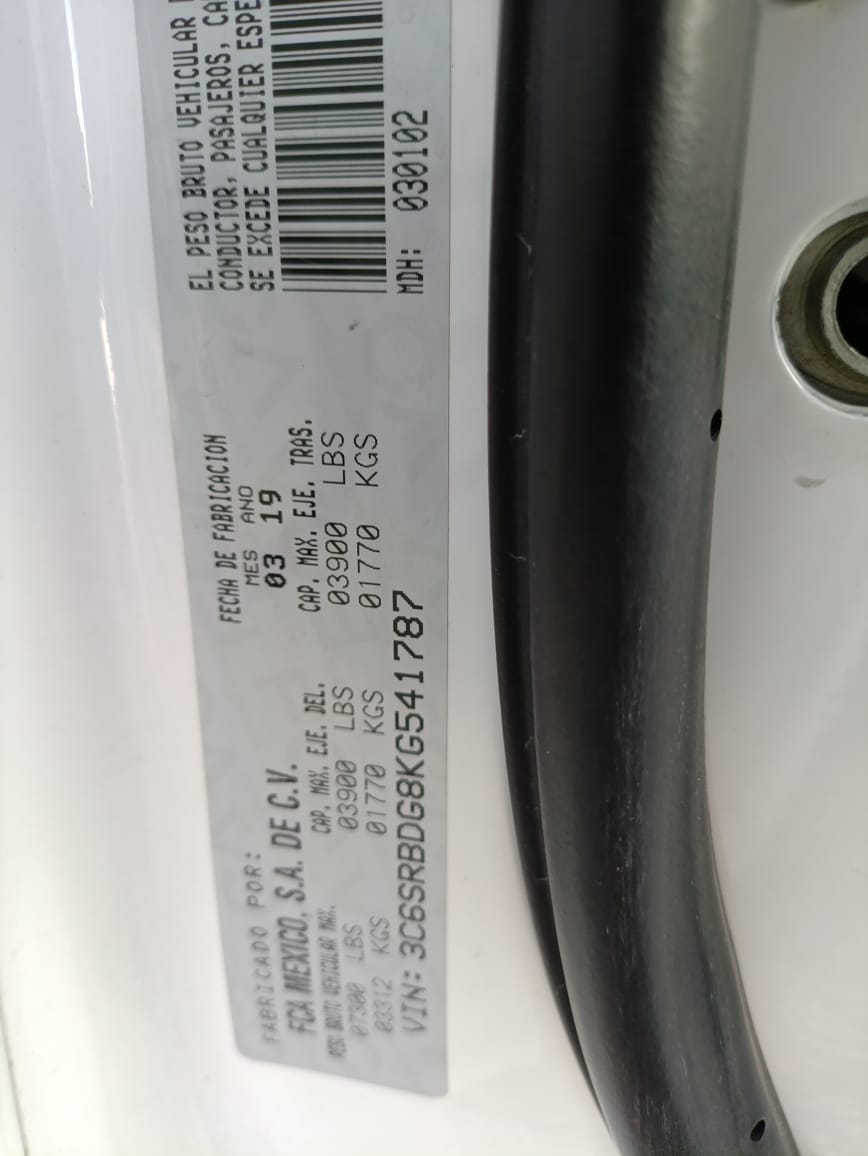 FABRICADO POR:
FCA MEXICO, S.A. DE C.V.
PESO BRUTO VEHICULAR MAX.
07300 LBS
03312 KGS
CAP. MAX. EJE. DEL.
03900 LBS
01770 KGS
FECHA DE FABRICACION
MES ANO
03 19
CAP. MAX. EJE. TRAS.
03900 LBS
01770 KGS
VIN: 3C6SRBDG8KG541787
EL PESO BRUTO VEHICULAR
CONDUCTOR, PASAJEROS,
SE EXCEDE CUALQUIER
MDH: 030102